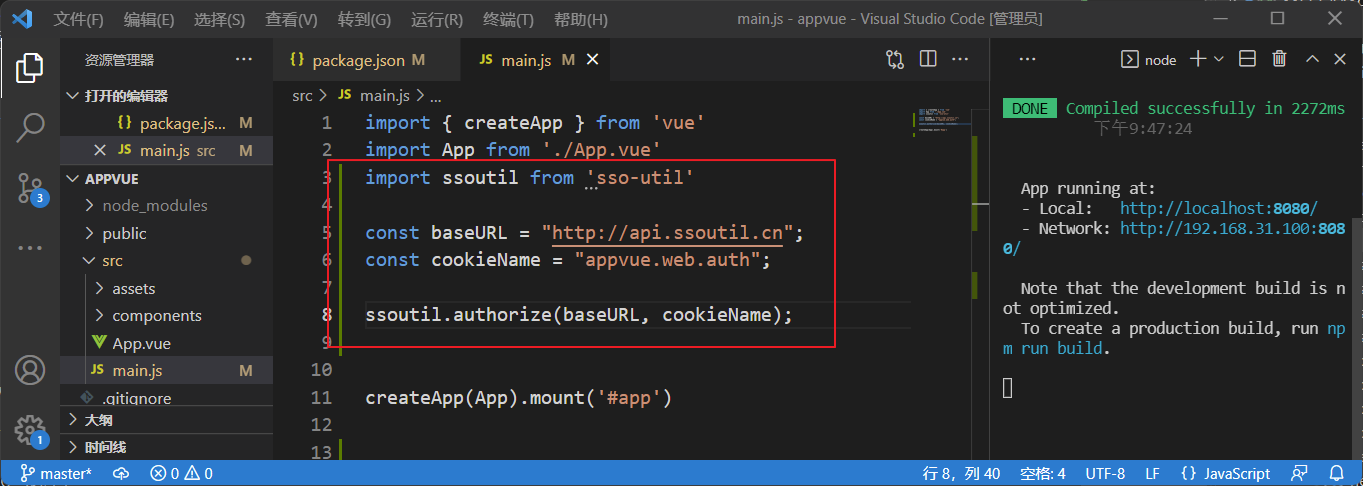 文件(F) 编辑(E) 选择(S) 查看(V) 转到(G) 运行(R) 终端(T) 帮助(H) main.js - appvue - Visual Studio Code [管理员]
资源管理器 ···
打开的编辑器
{} package.js... M
JS main.js src M
APPVUE
node_modules
public
src
assets
components
App.vue
JS main.js M
.gitignore
大纲
时间线
3
1
{} package.json M JS main.js M
src > JS main.js > ...
1 import { createApp } from 'vue'
2 import App from './App.vue'
3 import ssoutil from 'sso-util'
4
5 const baseURL = "http://api.ssoutil.cn";
6 const cookieName = "appvue.web.auth";
7
8 ssoutil.authorize(baseURL, cookieName);
9
10
11 createApp(App).mount('#app')
12
13
node
DONE Compiled successfully in 2272ms
下午9:47:24
App running at:
- Local: http://localhost:8080/
- Network: http://192.168.31.100:808
0/
Note that the development build is n
ot optimized.
To create a production build, run np
m run build.
master* 0 0 行 8，列 40 空格: 4 UTF-8 LF {} JavaScript